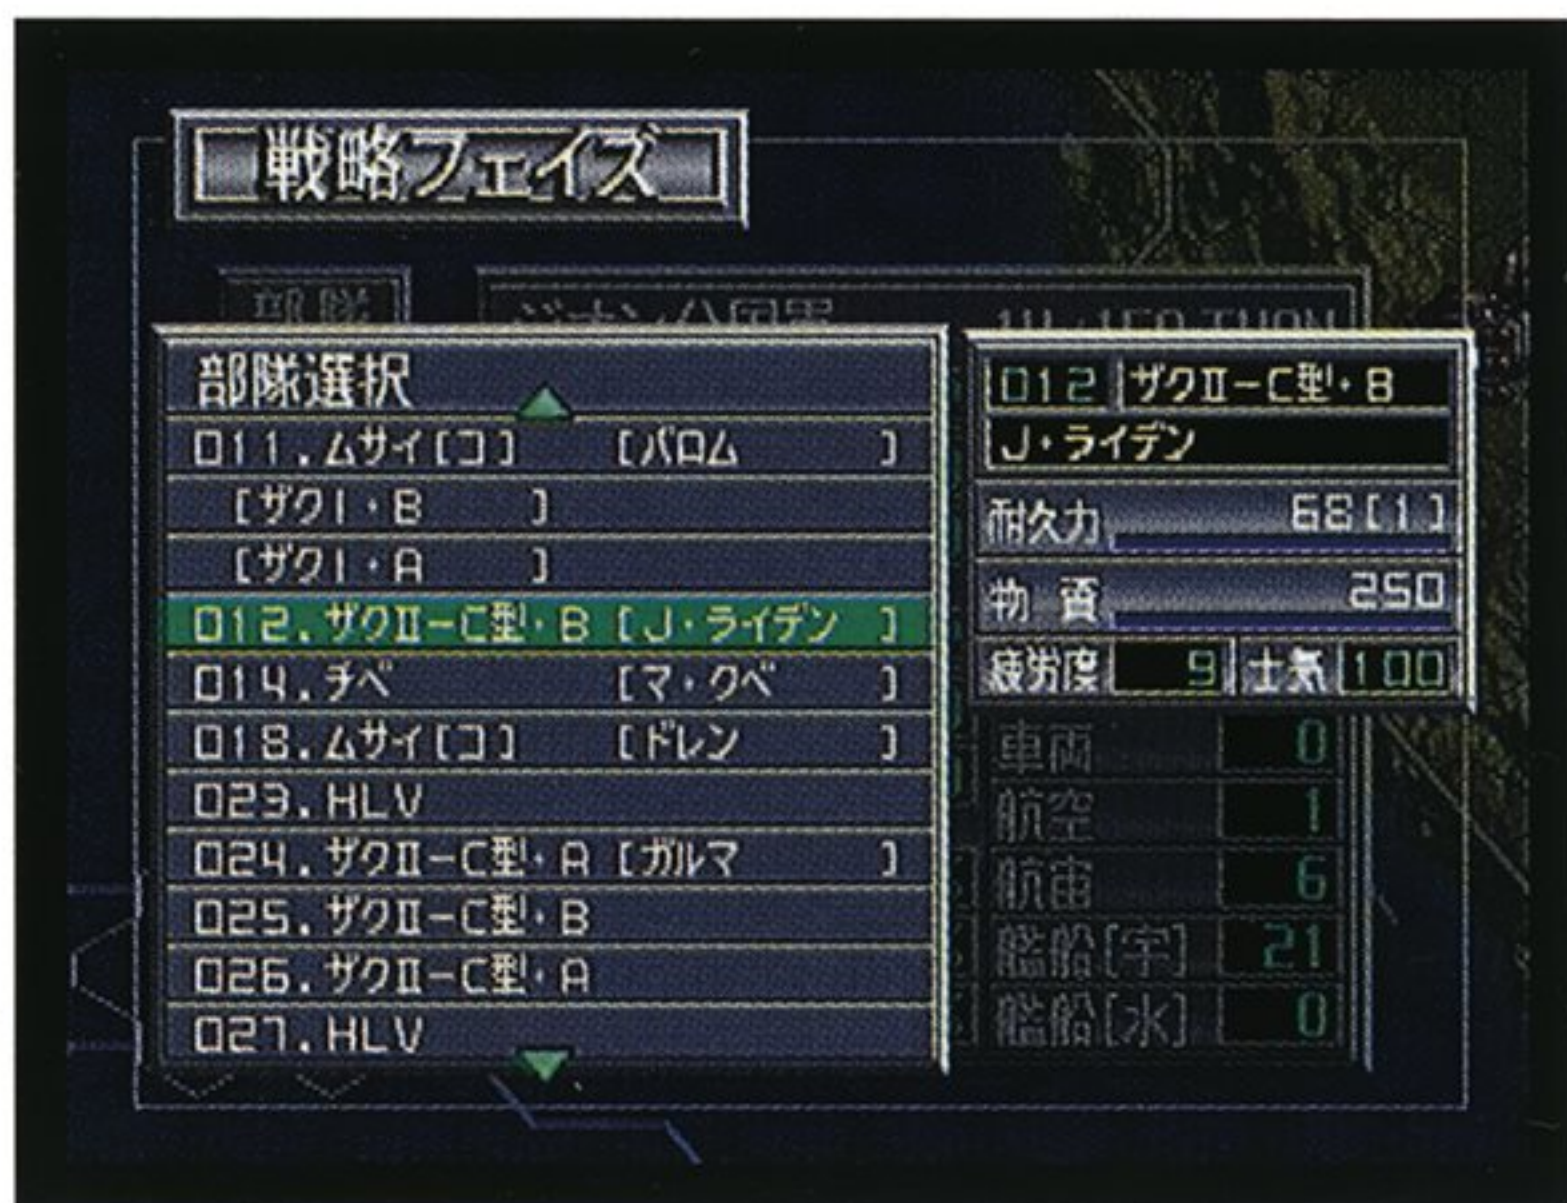 戦略フェイズ
部隊
部隊選択
011.ムサイ[コ] [バロム ]
[ザクI・B ]
[ザクI・A ]
012.ザクII-C型・B [J・ライデン ]
014.チベ [マ・クベ ]
018.ムサイ[コ] [ドレン ]
023.HLV
024.ザクII-C型・A [ガルマ ]
025.ザクII-C型・B
026.ザクII-C型・A
027.HLV
012 ザクII-C型・B
J・ライデン
耐久力 68[1]
物資 250
疲労度 9 士気 100
車両 0
航空 1
航宙 6
艦船[宇] 21
艦船[水] 0